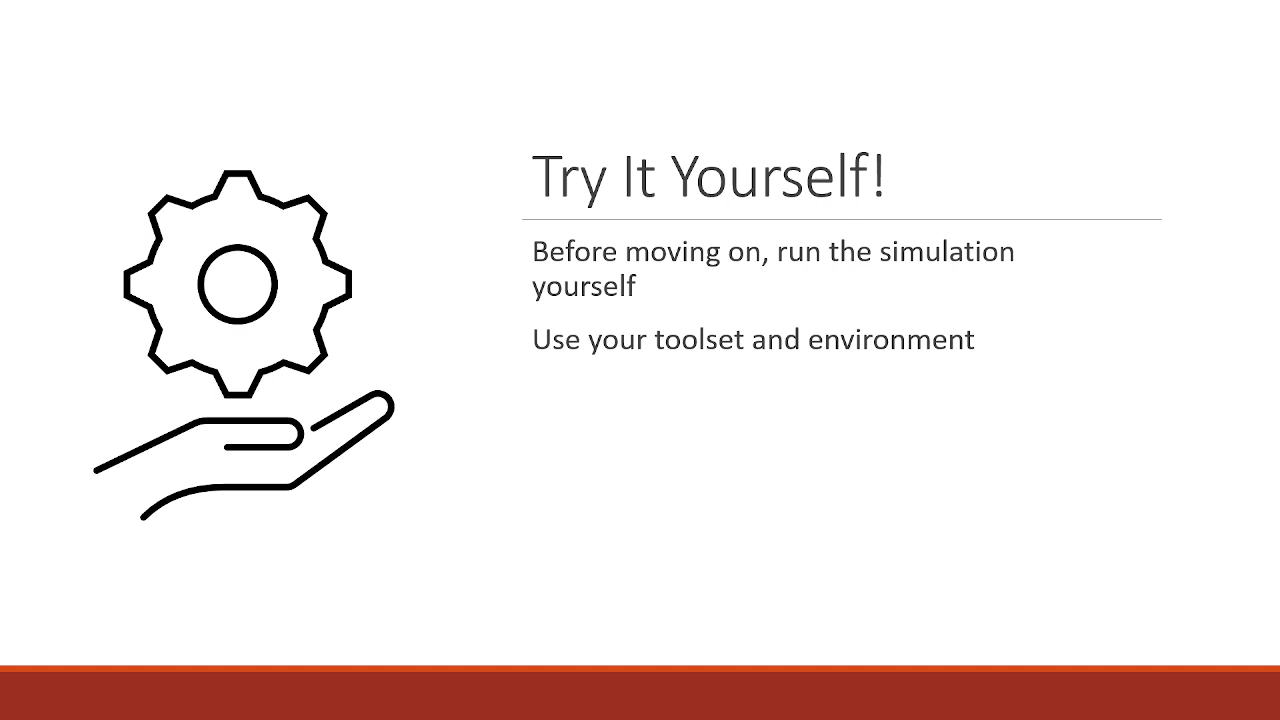 Try It Yourself!
Before moving on, run the simulation
yourself
Use your toolset and environment